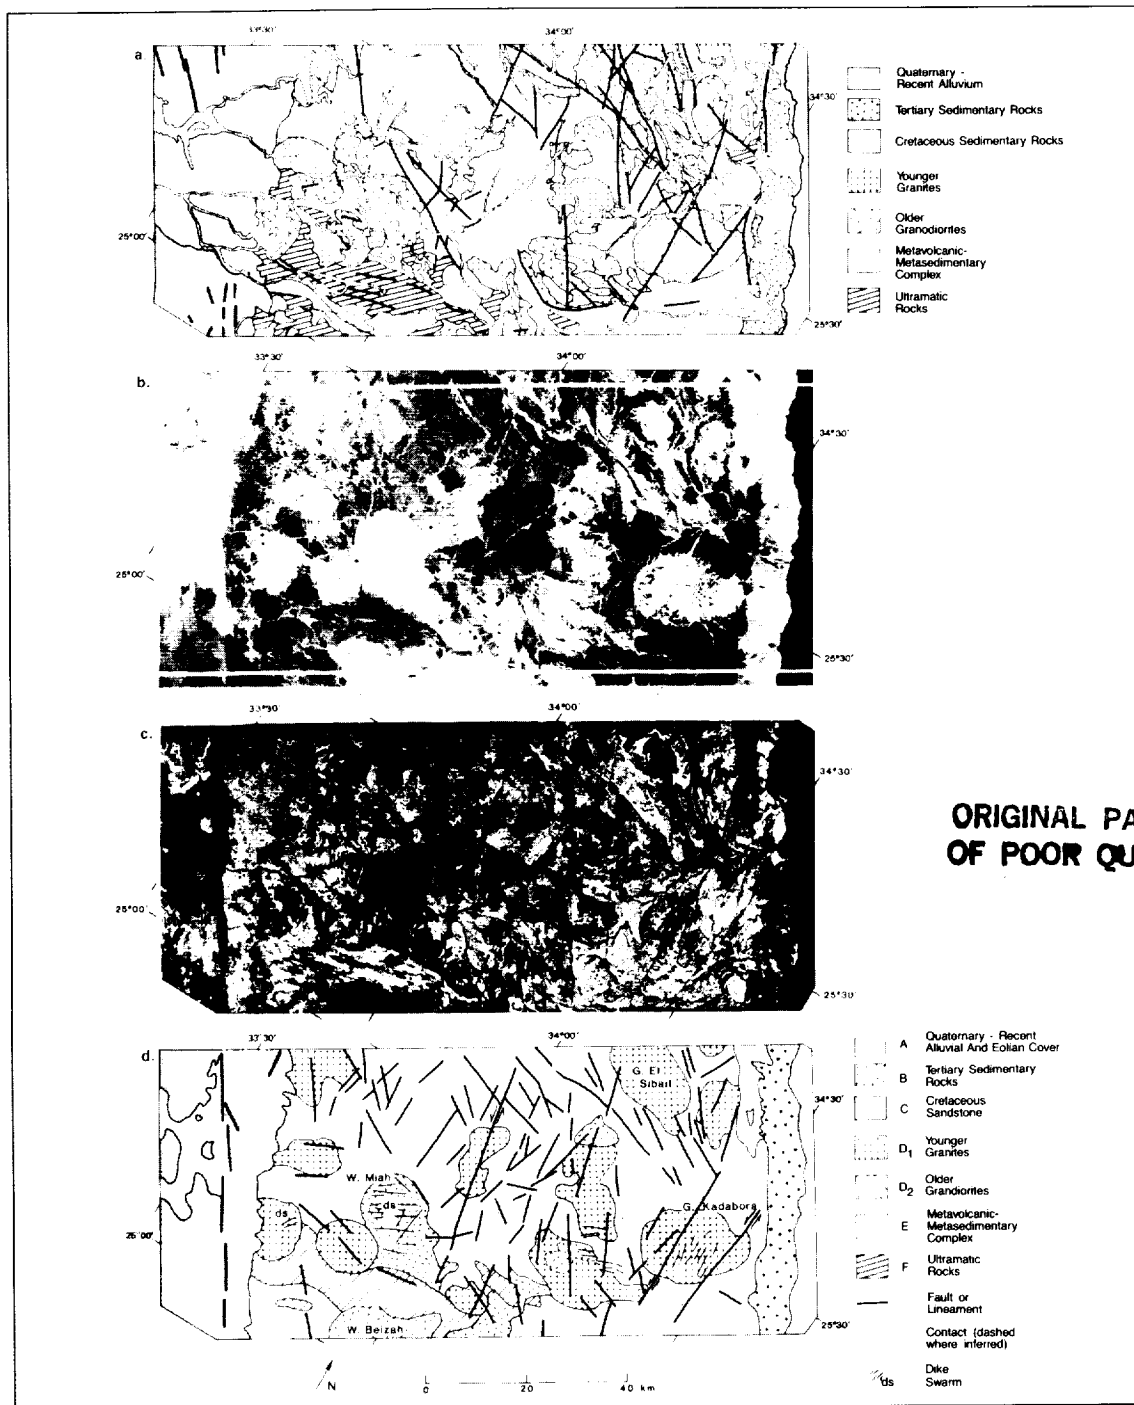 33°30'
34°00'
a.
34°30'
25°00'
25°30'
Quaternary -
Recent Alluvium
Tertiary Sedimentary Rocks
Cretaceous Sedimentary Rocks
Younger
Granites
Older
Granodiorites
Metavolcanic-
Metasedimentary
Complex
Ultramatic
Rocks
33°30'
34°00'
b.
34°30'
25°00'
25°30'
33°30'
34°00'
c.
34°30'
25°00'
25°30'
ORIGINAL PA
OF POOR QU
33°30'
34°00'
d.
G. El
Sibail
34°30'
W. Miah
ds
ds
G. Kadabora
25°00'
W. Beizah
25°30'
A Quaternary - Recent
Alluvial And Eolian Cover
B Tertiary Sedimentary
Rocks
C Cretaceous
Sandstone
D1 Younger
Granites
D2 Older
Grandiorites
E Metavolcanic-
Metasedimentary
Complex
F Ultramatic
Rocks
Fault or
Lineament
Contact (dashed
where inferred)
ds Dike
Swarm
N
0 20 40 km